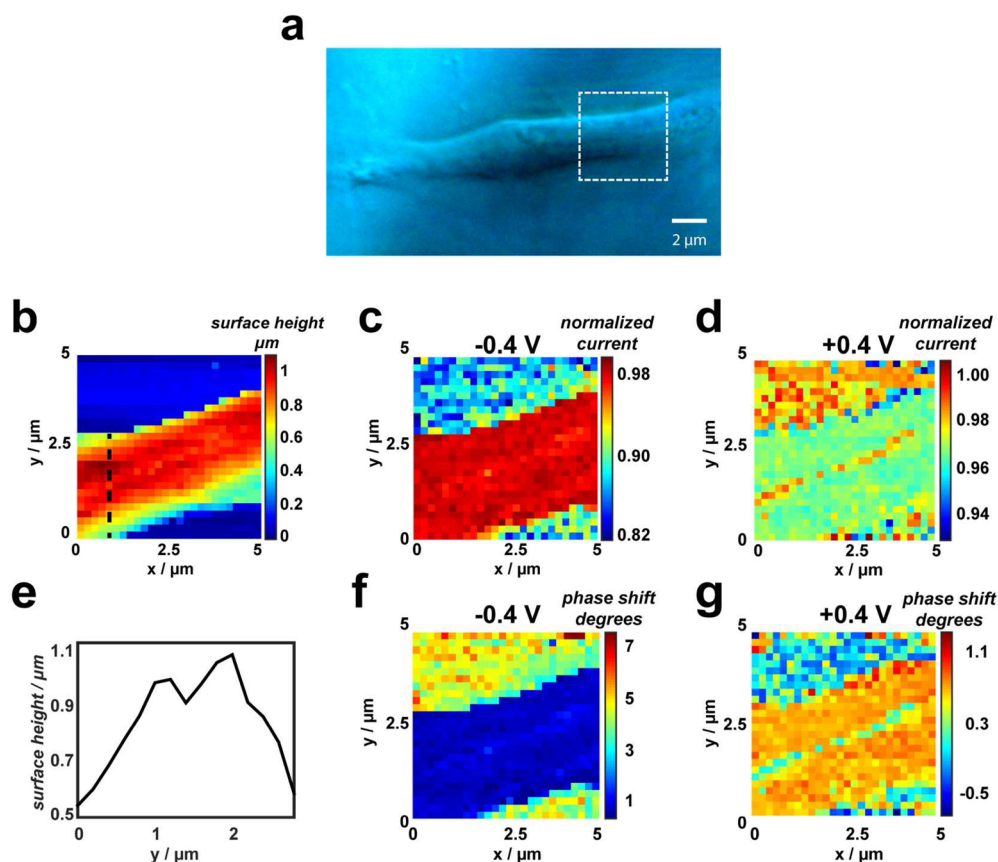 a
2 µm
b
surface height
µm
5
y / µm
2.5
0
0
2.5
5
x / µm
1
0.8
0.6
0.4
0.2
0
c
-0.4 V
normalized
current
5
y / µm
2.5
0
0
2.5
5
x / µm
0.98
0.90
0.82
d
+0.4 V
normalized
current
5
y / µm
2.5
0
0
2.5
5
x / µm
1.00
0.98
0.96
0.94
e
surface height / µm
1.1
0.9
0.7
0.5
0
1
2
y / µm
f
-0.4 V
phase shift
degrees
5
y / µm
2.5
0
0
2.5
5
x / µm
7
5
3
1
g
+0.4 V
phase shift
degrees
5
y / µm
2.5
0
0
2.5
5
x / µm
1.1
0.3
-0.5